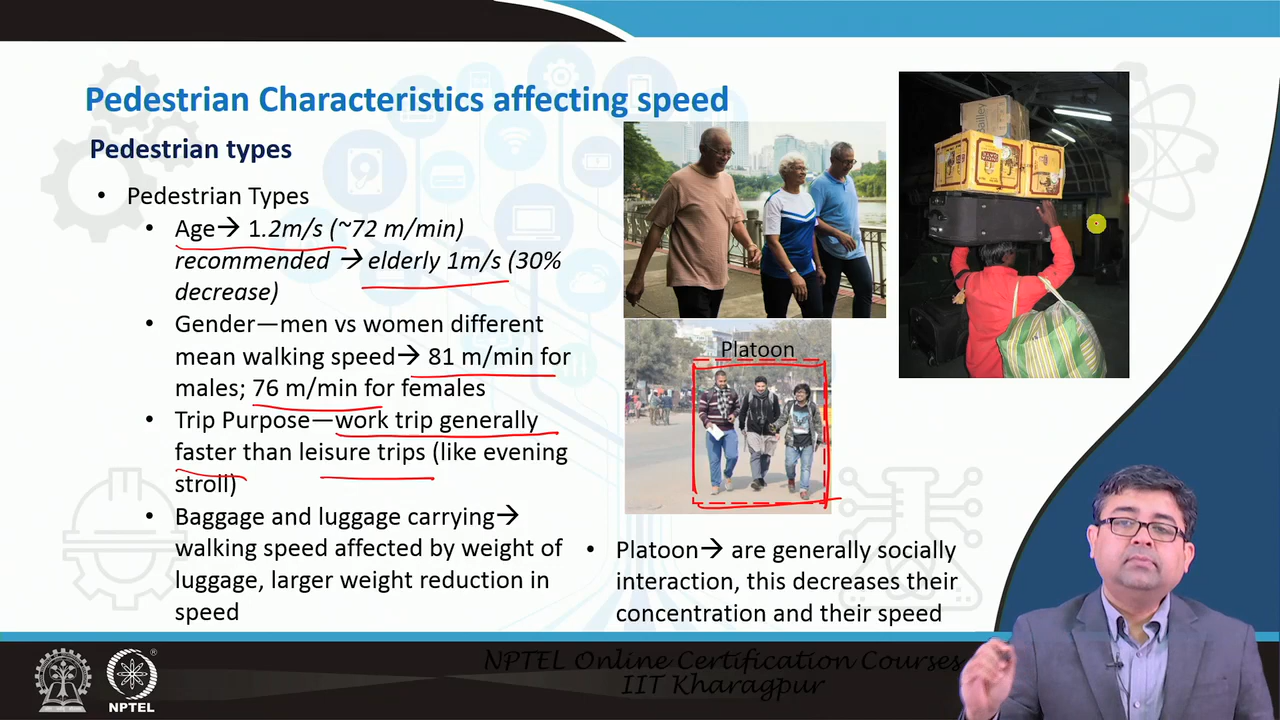 Pedestrian Characteristics affecting speed
Pedestrian types
• Pedestrian Types
• Age→ 1.2m/s (~72 m/min)
recommended → elderly 1m/s (30%
decrease)
• Gender—men vs women different
mean walking speed→ 81 m/min for
males; 76 m/min for females
• Trip Purpose—work trip generally
faster than leisure trips (like evening
stroll)
• Baggage and luggage carrying→
walking speed affected by weight of
luggage, larger weight reduction in
speed
Platoon
• Platoon→ are generally socially
interaction, this decreases their
concentration and their speed
NPTEL
NPTEL Online Certification Courses
IIT Kharagpur